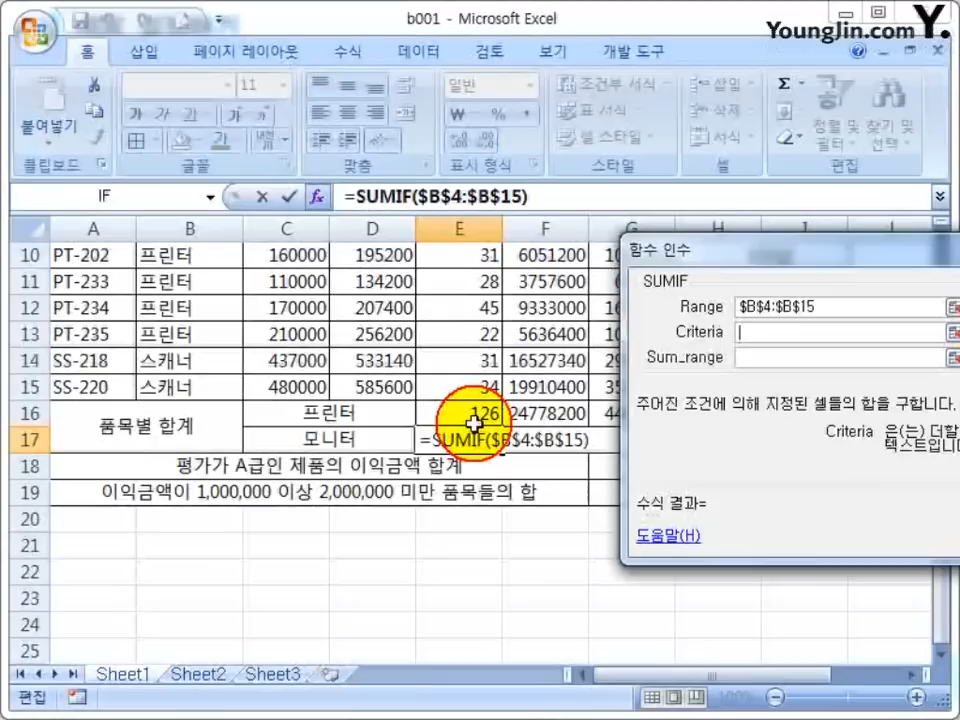 b001 - Microsoft Excel
YoungJin.com Y.
홈 삽입 페이지 레이아웃 수식 데이터 검토 보기 개발 도구
11 일반 조건부 서식 삽입 Σ
붙여넣기 가 가 가 가 가 ₩ % , 표 서식 삭제 정렬 및 찾기 및
가 셀 스타일 서식 필터 선택
클립보드 글꼴 맞춤 표시 형식 스타일 셀 편집
IF =SUMIF($B$4:$B$15)
A B C D E F G H I
10 PT-202 프린터 160000 195200 31 6051200
11 PT-233 프린터 110000 134200 28 3757600
12 PT-234 프린터 170000 207400 45 9333000
13 PT-235 프린터 210000 256200 22 5636400
14 SS-218 스캐너 437000 533140 31 16527340
15 SS-220 스캐너 480000 585600 34 19910400
16 품목별 합계 프린터 126 24778200
17 모니터 =SUMIF($B$4:$B$15)
18 평가가 A급인 제품의 이익금액 합계
19 이익금액이 1,000,000 이상 2,000,000 미만 품목들의 합
20
21
22
23
24
25
함수 인수
SUMIF
Range $B$4:$B$15
Criteria
Sum_range
주어진 조건에 의해 지정된 셀들의 합을 구합니다.
Criteria 은(는) 더할
수식 결과=
도움말(H)
Sheet1 Sheet2 Sheet3
편집 100%